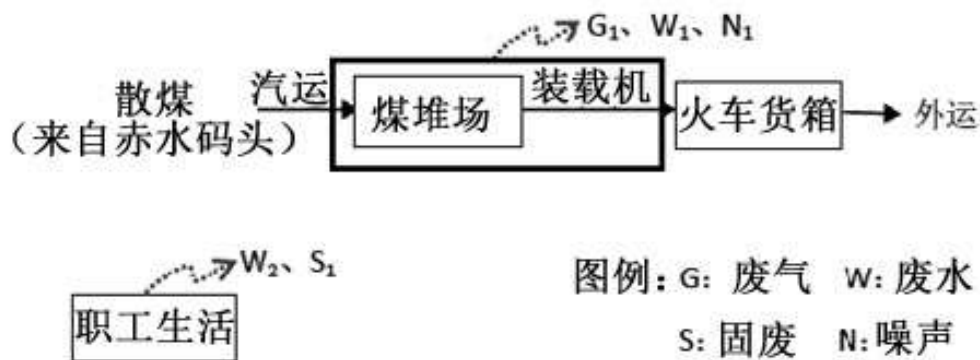 G₁、W₁、N₁
散煤 汽运 煤堆场 装载机 火车货箱 外运
（来自赤水码头）
W₂、S₁
职工生活
图例：G：废气 W：废水
S：固废 N：噪声